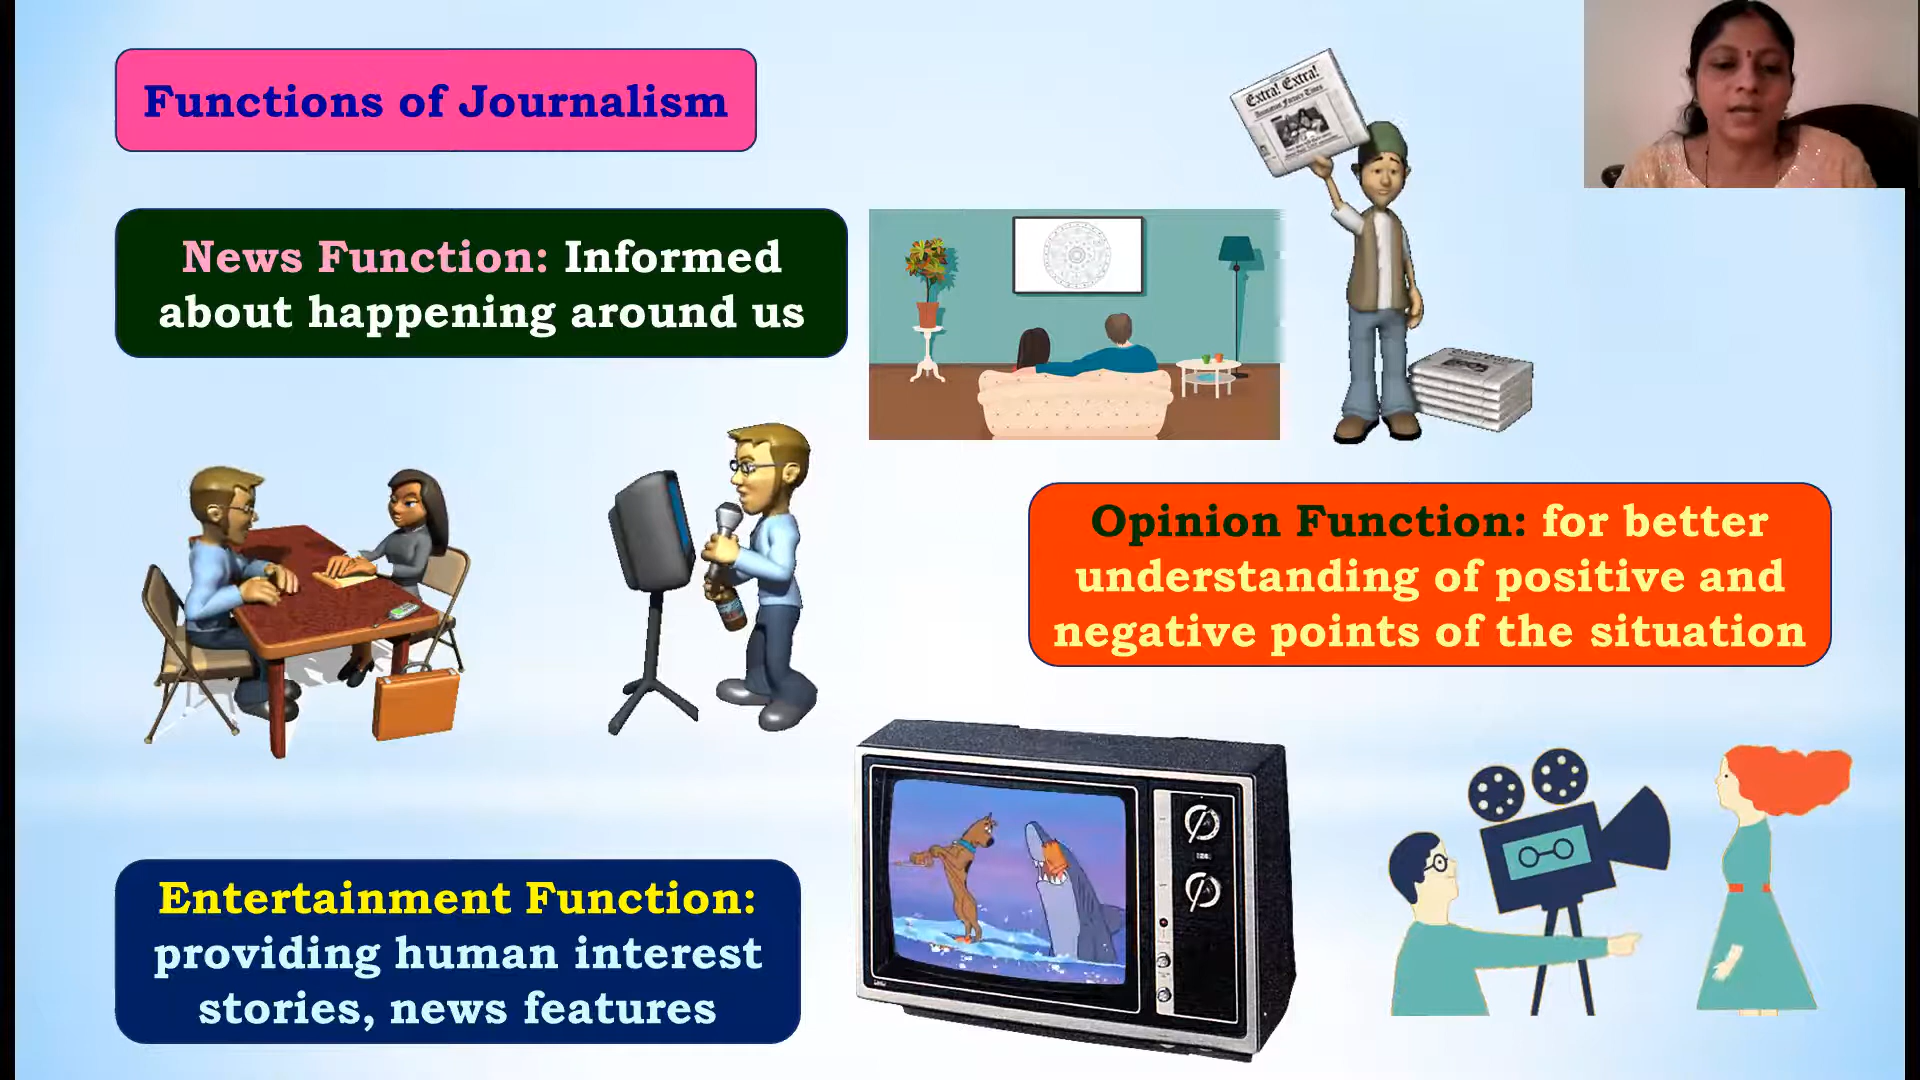 Functions of Journalism
Extra! Extra!
News Function: Informed
about happening around us
Opinion Function: for better
understanding of positive and
negative points of the situation
Entertainment Function:
providing human interest
stories, news features